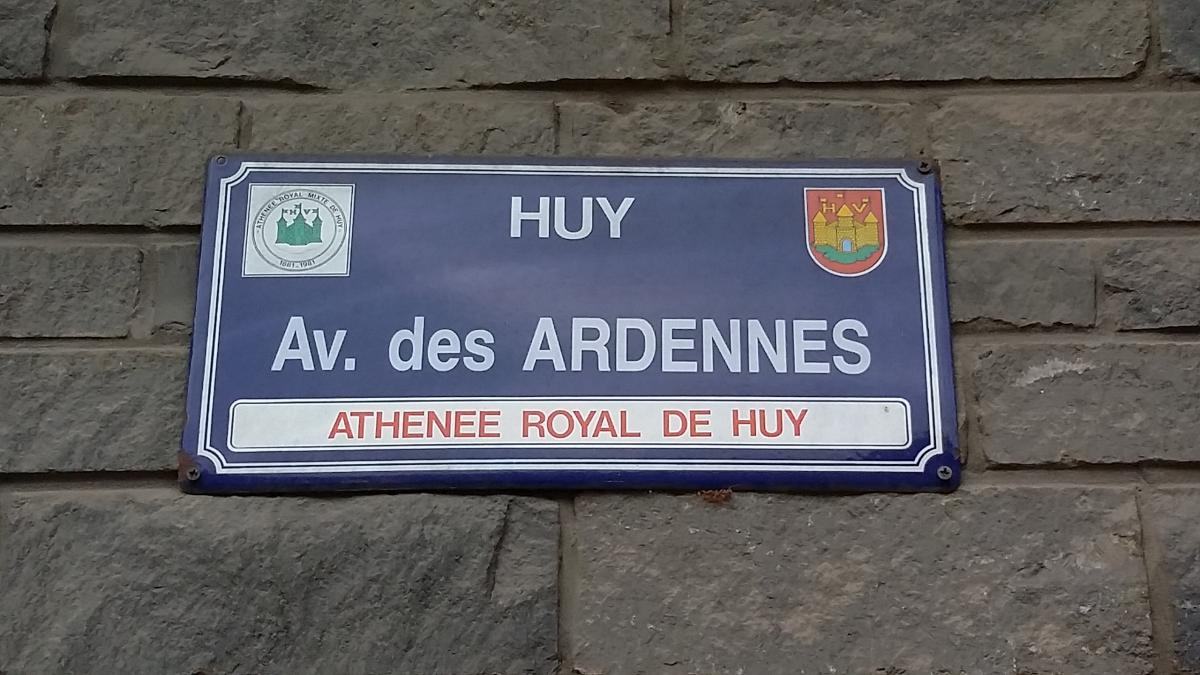 HUY
ATHENEE ROYAL MIXTE DE HUY
1881-1981
H V
Av. des ARDENNES
ATHENEE ROYAL DE HUY